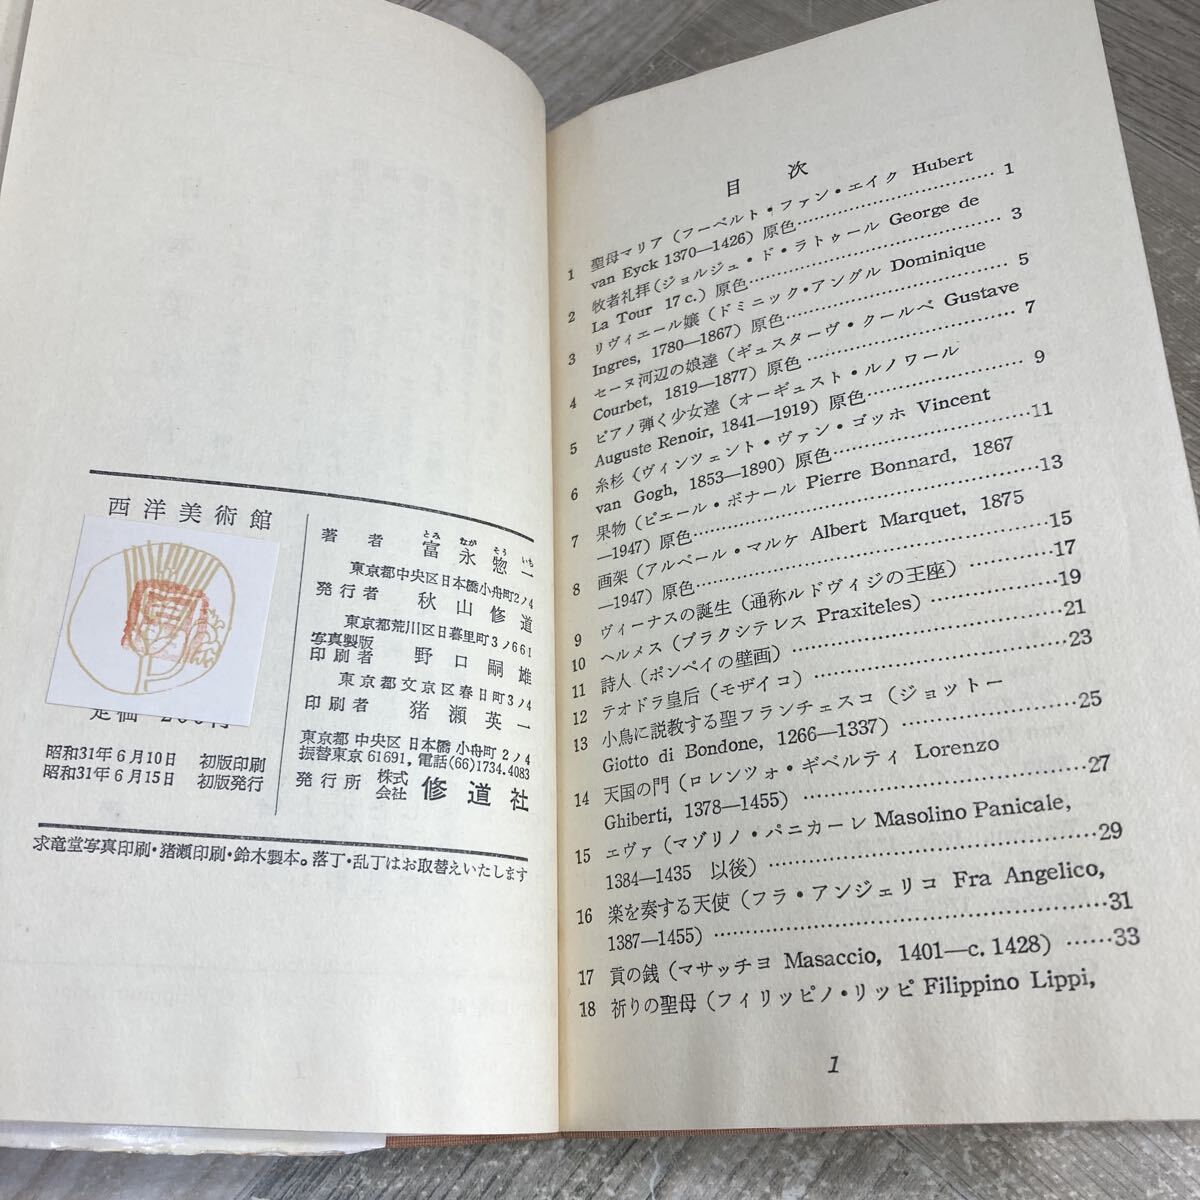 西洋美術館
定価 200円
昭和31年6月10日 初版印刷
昭和31年6月15日 初版発行
著者 富永惣一
とみ なが そう いち
東京都中央区日本橋小舟町2ノ4
発行者 秋山修道
東京都荒川区日暮里町3ノ661
写真製版
印刷者 野口嗣雄
東京都文京区春日町3ノ4
印刷者 猪瀬英一
東京都中央区日本橋小舟町2ノ4
振替東京61691,電話(66)1734.4083
発行所 株式会社 修道社
求竜堂写真印刷・猪瀬印刷・鈴木製本。落丁・乱丁はお取替えいたします
目次
1 聖母マリア(フーベルト・ファン・エイク Hubert
van Eyck 1370—1426)原色…………1
2 牧者礼拝(ジョルジュ・ド・ラトゥール George de
La Tour 17 c.)原色…………3
3 リヴィエール嬢(ドミニック・アングル Dominique
Ingres, 1780—1867)原色…………5
4 セーヌ河辺の娘達(ギュスターヴ・クールベ Gustave
Courbet, 1819—1877)原色…………7
5 ピアノ弾く少女達(オーギュスト・ルノワール
Auguste Renoir, 1841—1919)原色…………9
6 糸杉(ヴィンツェント・ヴァン・ゴッホ Vincent
van Gogh, 1853—1890)原色…………11
7 果物(ピエール・ボナール Pierre Bonnard, 1867
—1947)原色…………13
8 画架(アルベール・マルケ Albert Marquet, 1875
—1947)原色…………15
9 ヴィーナスの誕生(通称ルドヴィジの王座)…………17
10 ヘルメス(プラクシテレス Praxiteles)…………19
11 詩人(ポンペイの壁画)…………21
12 テオドラ皇后(モザイコ)…………23
13 小鳥に説教する聖フランチェスコ(ジョットー
Giotto di Bondone, 1266—1337)…………25
14 天国の門(ロレンツォ・ギベルティ Lorenzo
Ghiberti, 1378—1455)…………27
15 エヴァ(マゾリノ・パニカーレ Masolino Panicale,
1384—1435 以後)…………29
16 楽を奏する天使(フラ・アンジェリコ Fra Angelico,
1387—1455)…………31
17 貢の銭(マサッチヨ Masaccio, 1401—c. 1428)……33
18 祈りの聖母(フィリッピノ・リッピ Filippino Lippi,
1